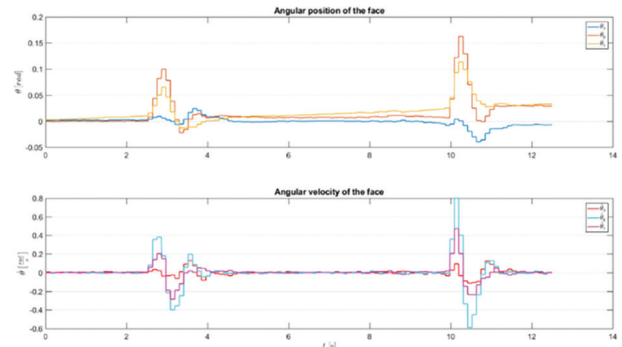 Angular position of the face
0.2
0.15
0.1
0.05
0
-0.05
θ [rad]
0 2 4 6 8 10 12 14
Angular velocity of the face
0.8
0.6
0.4
0.2
0
-0.2
-0.4
-0.6
0 2 4 6 8 10 12 14
t [s]